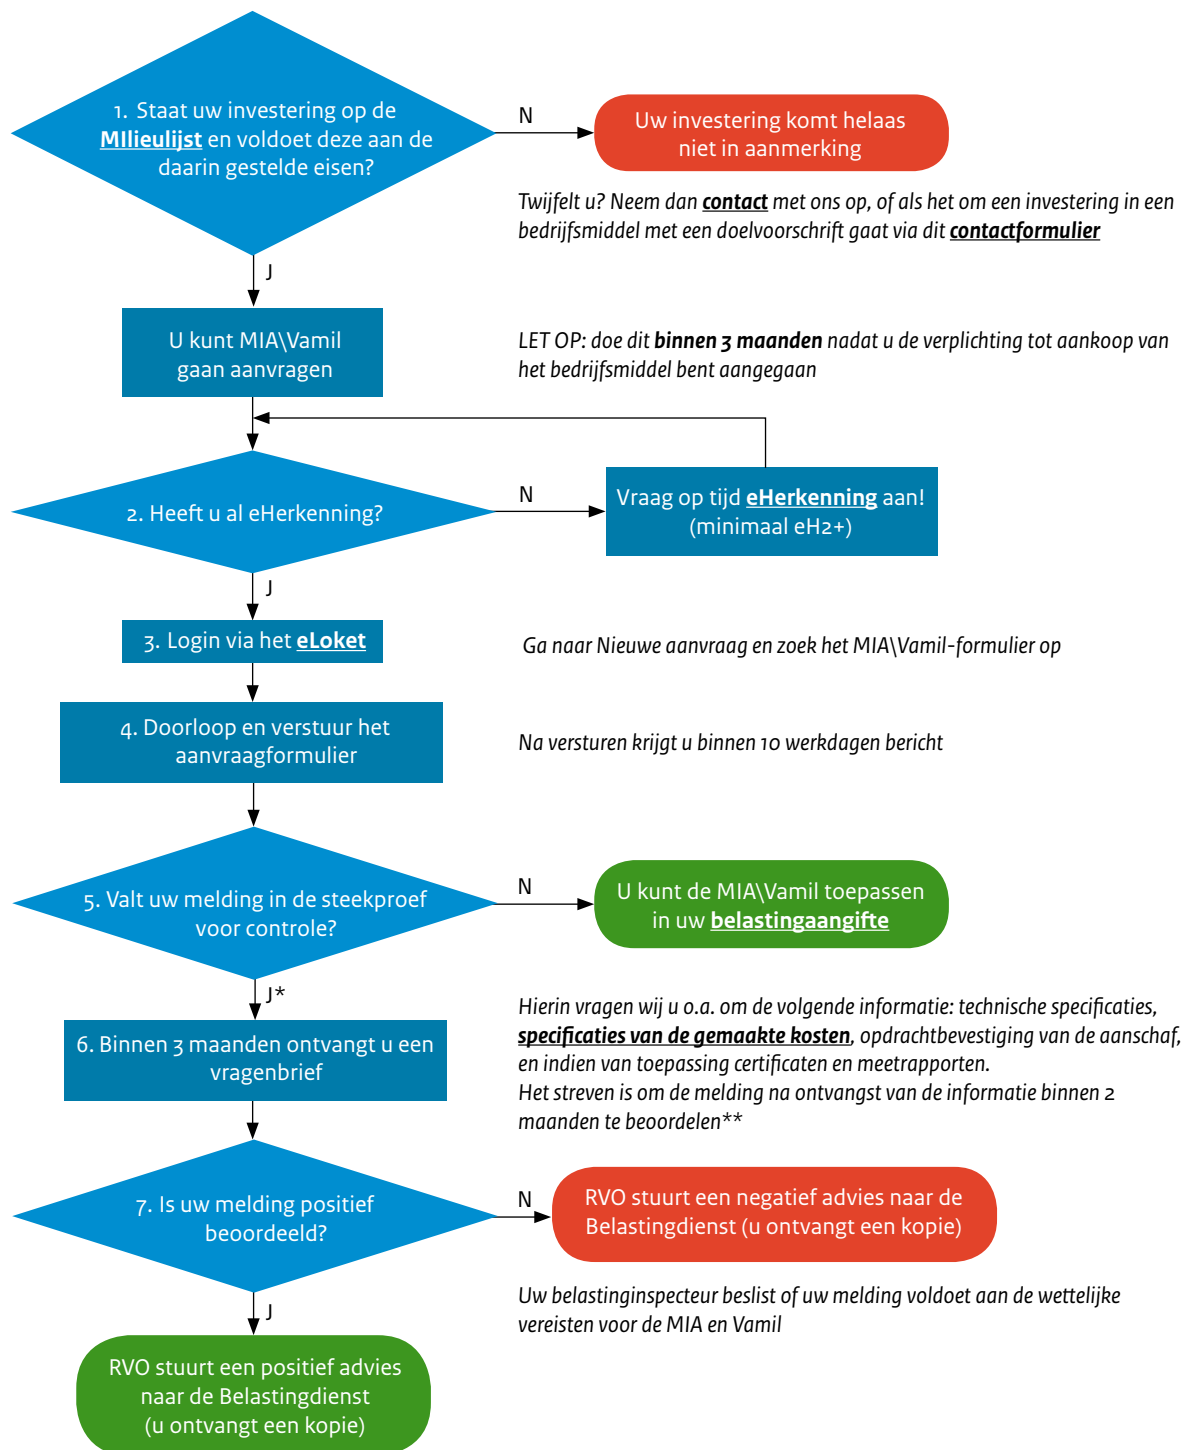 1. Staat uw investering op de
MIlieulijst en voldoet deze aan de
daarin gestelde eisen?
N
Uw investering komt helaas
niet in aanmerking
Twijfelt u? Neem dan contact met ons op, of als het om een investering in een
bedrijfsmiddel met een doelvoorschrift gaat via dit contactformulier
J
U kunt MIA\Vamil
gaan aanvragen
LET OP: doe dit binnen 3 maanden nadat u de verplichting tot aankoop van
het bedrijfsmiddel bent aangegaan
2. Heeft u al eHerkenning?
N
Vraag op tijd eHerkenning aan!
(minimaal eH2+)
J
3. Login via het eLoket
Ga naar Nieuwe aanvraag en zoek het MIA\Vamil-formulier op
4. Doorloop en verstuur het
aanvraagformulier
Na versturen krijgt u binnen 10 werkdagen bericht
5. Valt uw melding in de steekproef
voor controle?
N
U kunt de MIA\Vamil toepassen
in uw belastingaangifte
J*
6. Binnen 3 maanden ontvangt u een
vragenbrief
Hierin vragen wij u o.a. om de volgende informatie: technische specificaties,
specificaties van de gemaakte kosten, opdrachtbevestiging van de aanschaf,
en indien van toepassing certificaten en meetrapporten.
Het streven is om de melding na ontvangst van de informatie binnen 2
maanden te beoordelen**
7. Is uw melding positief
beoordeeld?
N
RVO stuurt een negatief advies naar de
Belastingdienst (u ontvangt een kopie)
Uw belastinginspecteur beslist of uw melding voldoet aan de wettelijke
vereisten voor de MIA en Vamil
J
RVO stuurt een positief advies
naar de Belastingdienst
(u ontvangt een kopie)